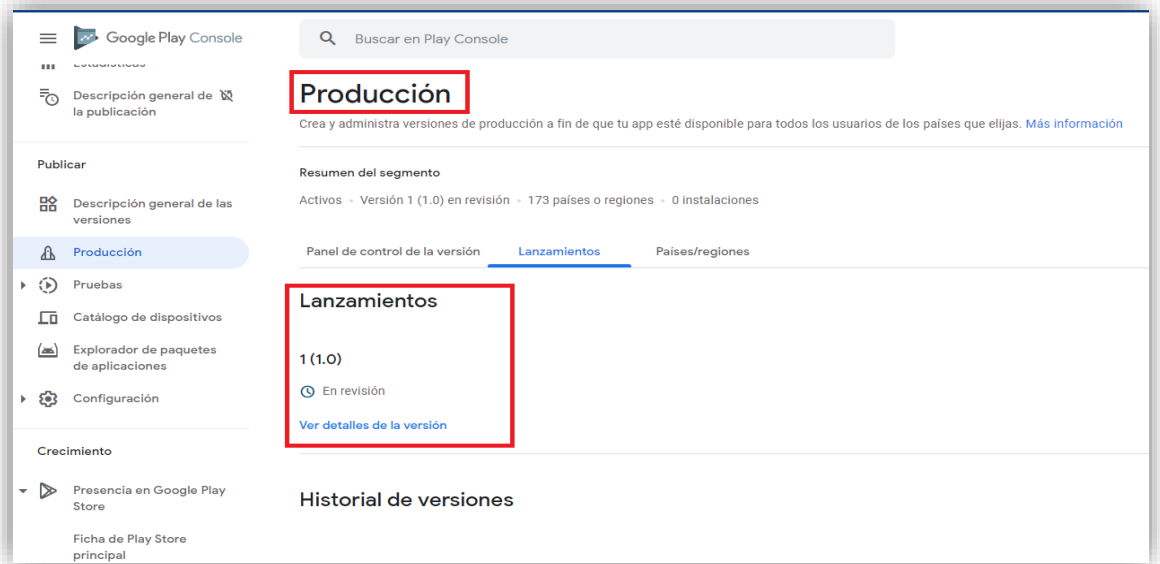 Google Play Console
Buscar en Play Console
Estadísticas
Descripción general de
la publicación
Publicar
Descripción general de las
versiones
Producción
Pruebas
Catálogo de dispositivos
Explorador de paquetes
de aplicaciones
Configuración
Crecimiento
Presencia en Google Play
Store
Ficha de Play Store
principal
Producción
Crea y administra versiones de producción a fin de que tu app esté disponible para todos los usuarios de los países que elijas. Más información
Resumen del segmento
Activos • Versión 1 (1.0) en revisión • 173 países o regiones • 0 instalaciones
Panel de control de la versión Lanzamientos Países/regiones
Lanzamientos
1 (1.0)
En revisión
Ver detalles de la versión
Historial de versiones